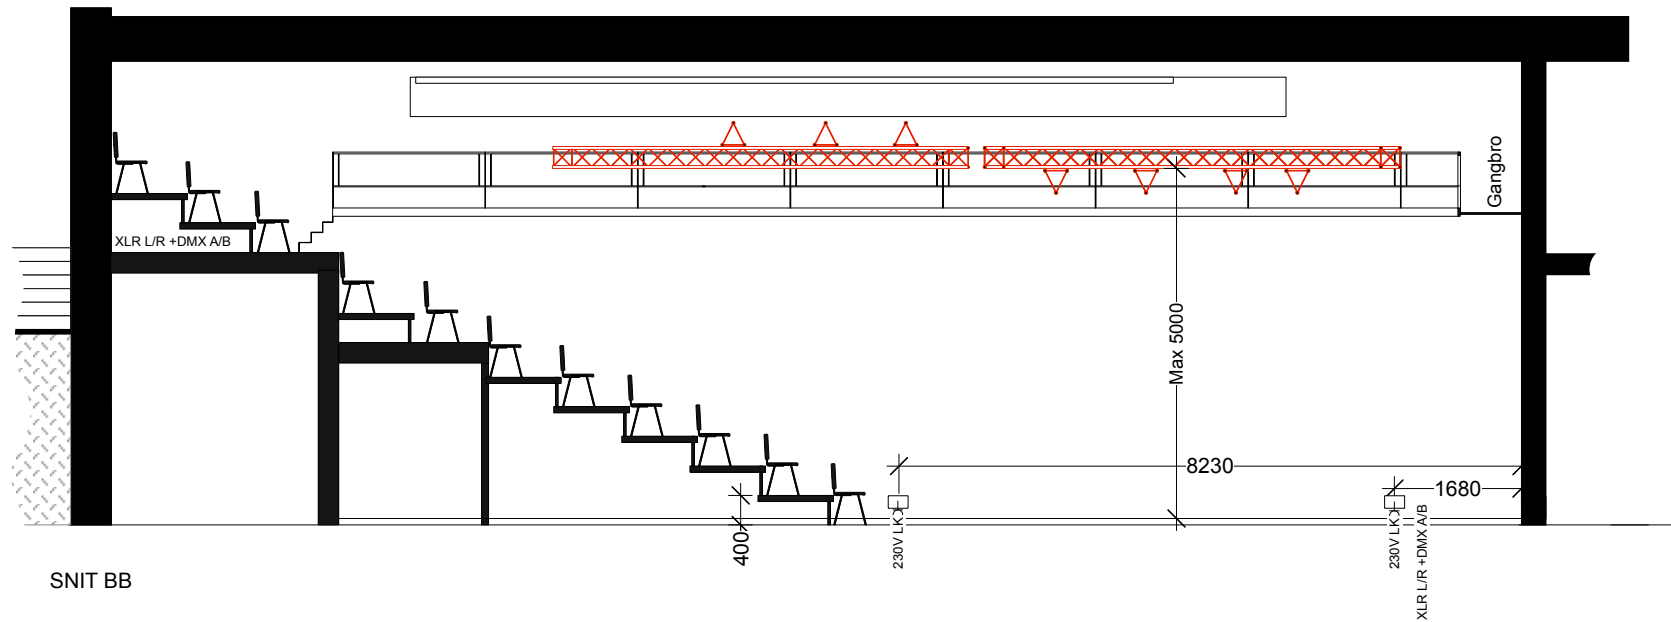 Gangbro
XLR L/R +DMX A/B
Max 5000
8230
1680
400
230V LK
230V LK
XLR L/R +DMX A/B
SNIT BB